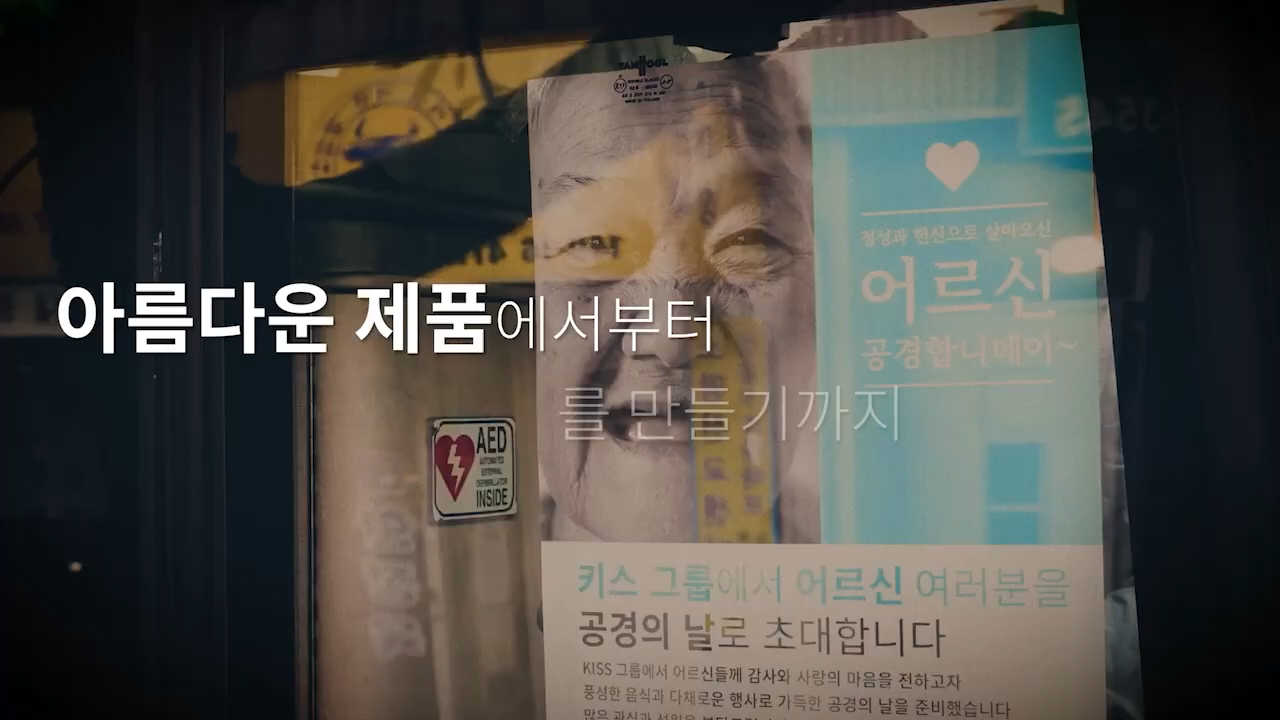 아름다운 제품에서부터
를 만들기까지
정성과 헌신으로 살아오신
어르신
공경합니데이~
AED
AUTOMATED
EXTERNAL
DEFIBRILLATOR
INSIDE
키스 그룹에서 어르신 여러분을
공경의 날로 초대합니다
KISS 그룹에서 어르신들께 감사와 사랑의 마음을 전하고자
풍성한 음식과 다채로운 행사로 가득한 공경의 날을 준비했습니다